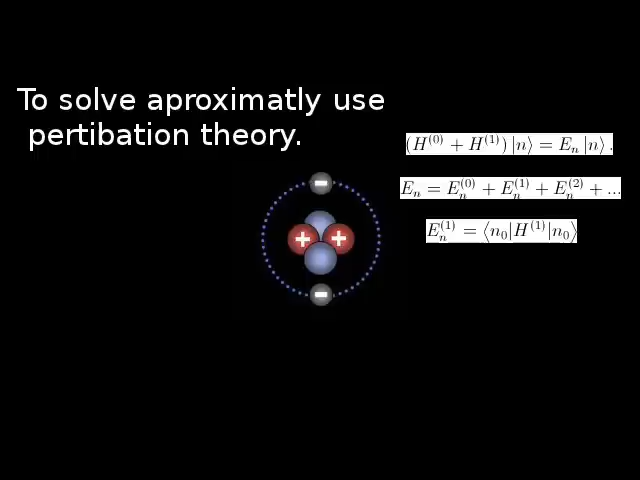 To solve aproximatly use
pertibation theory.
(H^{(0)} + H^{(1)}) |n⟩ = E_n |n⟩ .
E_n = E_n^{(0)} + E_n^{(1)} + E_n^{(2)} + ...
E_n^{(1)} = ⟨n_0|H^{(1)}|n_0⟩
−
+ +
−